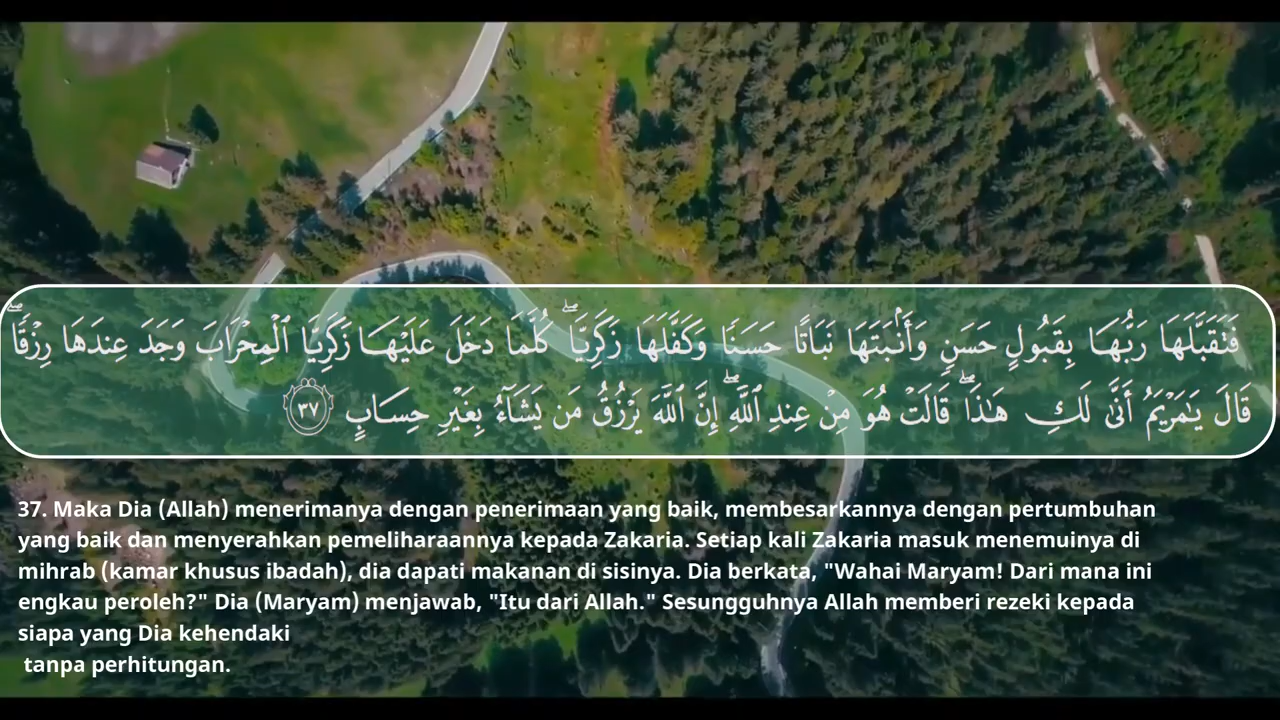 فَتَقَبَّلَهَا رَبُّهَا بِقَبُولٍ حَسَنٍ وَأَنۢبَتَهَا نَبَاتًا حَسَنًا وَكَفَّلَهَا زَكَرِيَّا ۖ كُلَّمَا دَخَلَ عَلَيْهَا زَكَرِيَّا ٱلْمِحْرَابَ وَجَدَ عِندَهَا رِزْقًا ۖ
قَالَ يَـٰمَرْيَمُ أَنَّىٰ لَكِ هَـٰذَا ۖ قَالَتْ هُوَ مِنْ عِندِ ٱللَّهِ ۖ إِنَّ ٱللَّهَ يَرْزُقُ مَن يَشَآءُ بِغَيْرِ حِسَابٍ ٣٧
37. Maka Dia (Allah) menerimanya dengan penerimaan yang baik, membesarkannya dengan pertumbuhan
yang baik dan menyerahkan pemeliharaannya kepada Zakaria. Setiap kali Zakaria masuk menemuinya di
mihrab (kamar khusus ibadah), dia dapati makanan di sisinya. Dia berkata, "Wahai Maryam! Dari mana ini
engkau peroleh?" Dia (Maryam) menjawab, "Itu dari Allah." Sesungguhnya Allah memberi rezeki kepada
siapa yang Dia kehendaki
tanpa perhitungan.